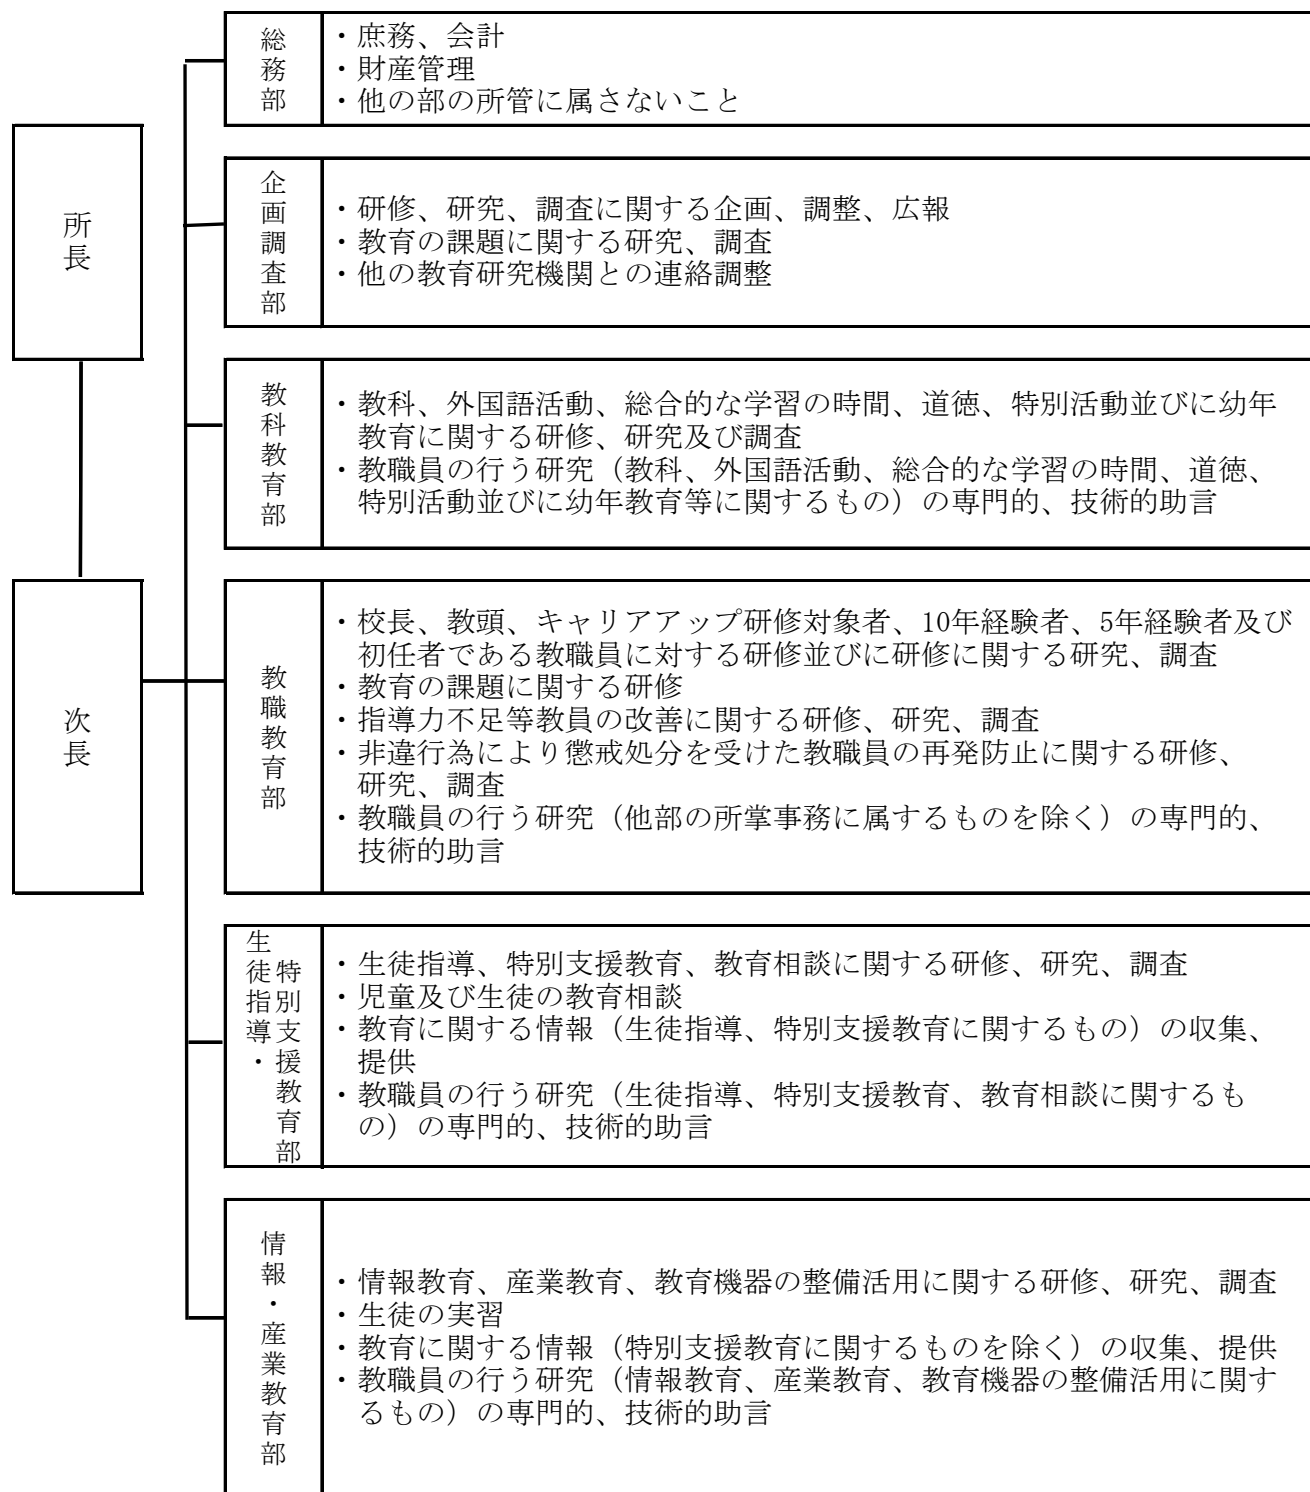 所長
次長
総務部
・庶務、会計
・財産管理
・他の部の所管に属さないこと
企画調査部
・研修、研究、調査に関する企画、調整、広報
・教育の課題に関する研究、調査
・他の教育研究機関との連絡調整
教科教育部
・教科、外国語活動、総合的な学習の時間、道徳、特別活動並びに幼年
教育に関する研修、研究及び調査
・教職員の行う研究（教科、外国語活動、総合的な学習の時間、道徳、
特別活動並びに幼年教育等に関するもの）の専門的、技術的助言
教職教育部
・校長、教頭、キャリアアップ研修対象者、10年経験者、5年経験者及び
初任者である教職員に対する研修並びに研修に関する研究、調査
・教育の課題に関する研修
・指導力不足等教員の改善に関する研修、研究、調査
・非違行為により懲戒処分を受けた教職員の再発防止に関する研修、
研究、調査
・教職員の行う研究（他部の所掌事務に属するものを除く）の専門的、
技術的助言
生徒指導・
特別支援教育部
・生徒指導、特別支援教育、教育相談に関する研修、研究、調査
・児童及び生徒の教育相談
・教育に関する情報（生徒指導、特別支援教育に関するもの）の収集、
提供
・教職員の行う研究（生徒指導、特別支援教育、教育相談に関するも
の）の専門的、技術的助言
情報・産業教育部
・情報教育、産業教育、教育機器の整備活用に関する研修、研究、調査
・生徒の実習
・教育に関する情報（特別支援教育に関するものを除く）の収集、提供
・教職員の行う研究（情報教育、産業教育、教育機器の整備活用に関す
るもの）の専門的、技術的助言